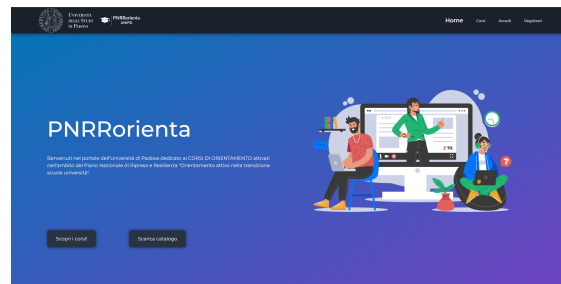 Università
degli Studi
di Padova
PNRRorienta
UNIPD
Home
Corsi
Accedi
Registrati
PNRRorienta
Benvenuti nel portale dell'Università di Padova dedicato ai CORSI DI ORIENTAMENTO attivati
nell'ambito del Piano Nazionale di Ripresa e Resilienza "Orientamento attivo nella transizione
scuola università".
Scopri i corsi!
Scarica catalogo